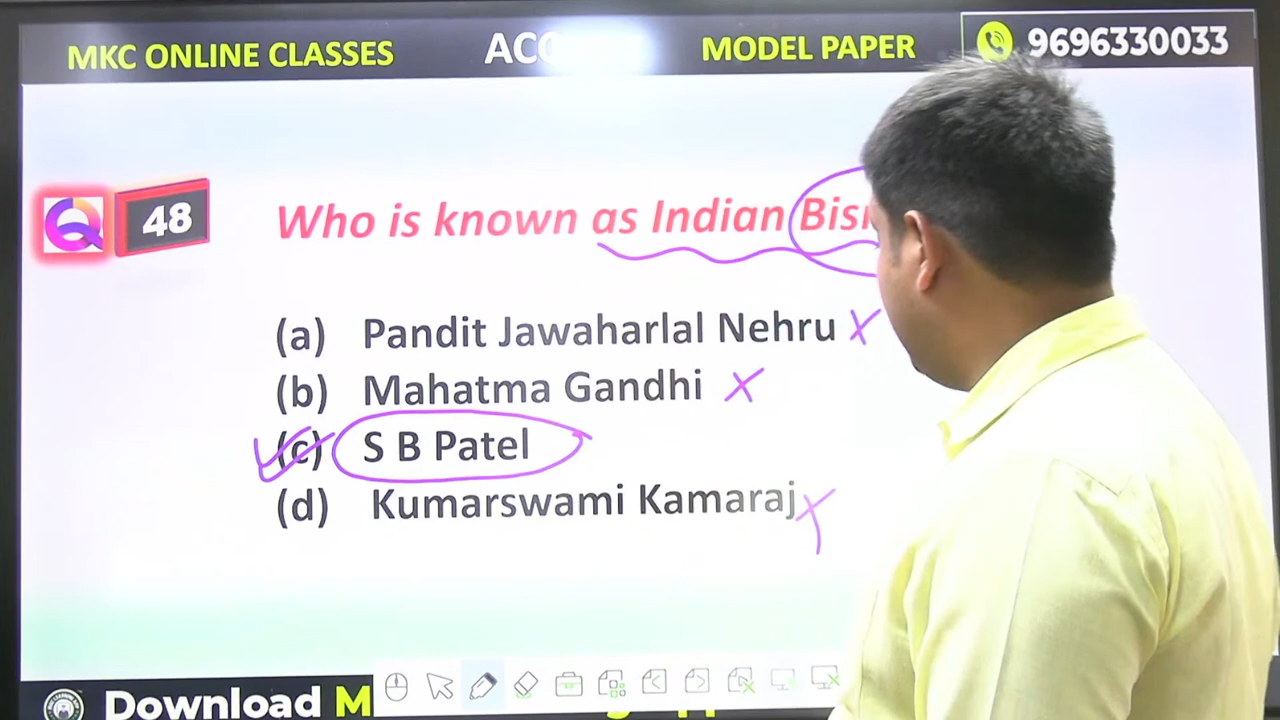 MKC ONLINE CLASSES
MODEL PAPER
9696330033
48
Who is known as Indian
(a) Pandit Jawaharlal Nehru
(b) Mahatma Gandhi
(c) S B Patel
(d) Kumarswami Kamaraj
Download